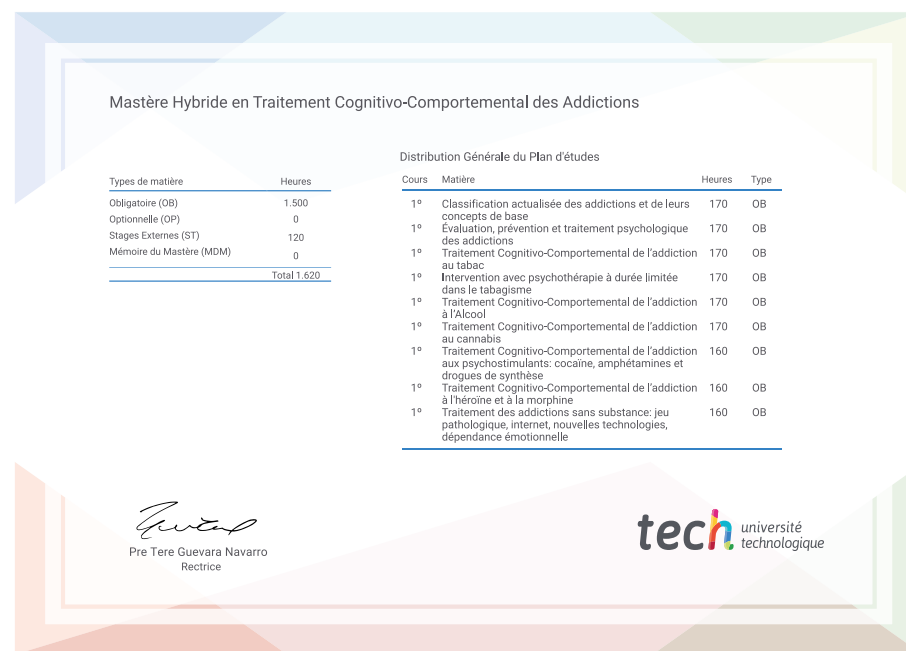 Mastère Hybride en Traitement Cognitivo-Comportemental des Addictions
Types de matière Heures
Obligatoire (OB) 1.500
Optionnelle (OP) 0
Stages Externes (ST) 120
Mémoire du Mastère (MDM) 0
Total 1.620
Distribution Générale du Plan d'études
Cours Matière Heures Type
1º Classification actualisée des addictions et de leurs 170 OB
concepts de base
1º Évaluation, prévention et traitement psychologique 170 OB
des addictions
1º Traitement Cognitivo-Comportemental de l'addiction 170 OB
au tabac
1º Intervention avec psychothérapie à durée limitée 170 OB
dans le tabagisme
1º Traitement Cognitivo-Comportemental de l'addiction 170 OB
à l'Alcool
1º Traitement Cognitivo-Comportemental de l'addiction 170 OB
au cannabis
1º Traitement Cognitivo-Comportemental de l'addiction 160 OB
aux psychostimulants: cocaïne, amphétamines et
drogues de synthèse
1º Traitement Cognitivo-Comportemental de l'addiction 160 OB
à l'héroïne et à la morphine
1º Traitement des addictions sans substance: jeu 160 OB
pathologique, internet, nouvelles technologies,
dépendance émotionnelle
Pre Tere Guevara Navarro
Rectrice
tech université
technologique